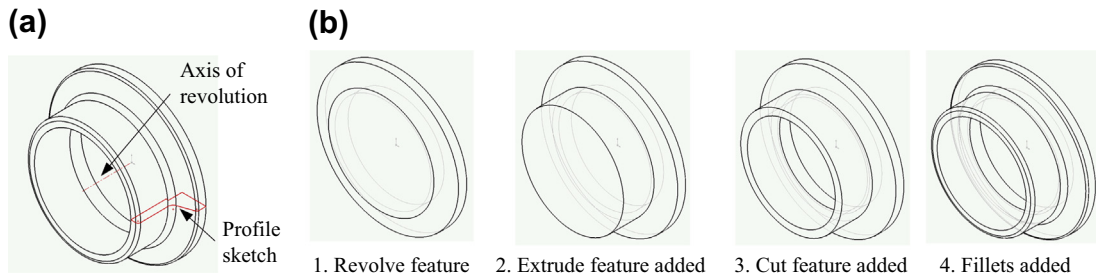 (a)
Axis of
revolution
Profile
sketch
(b)
1. Revolve feature
2. Extrude feature added
3. Cut feature added
4. Fillets added